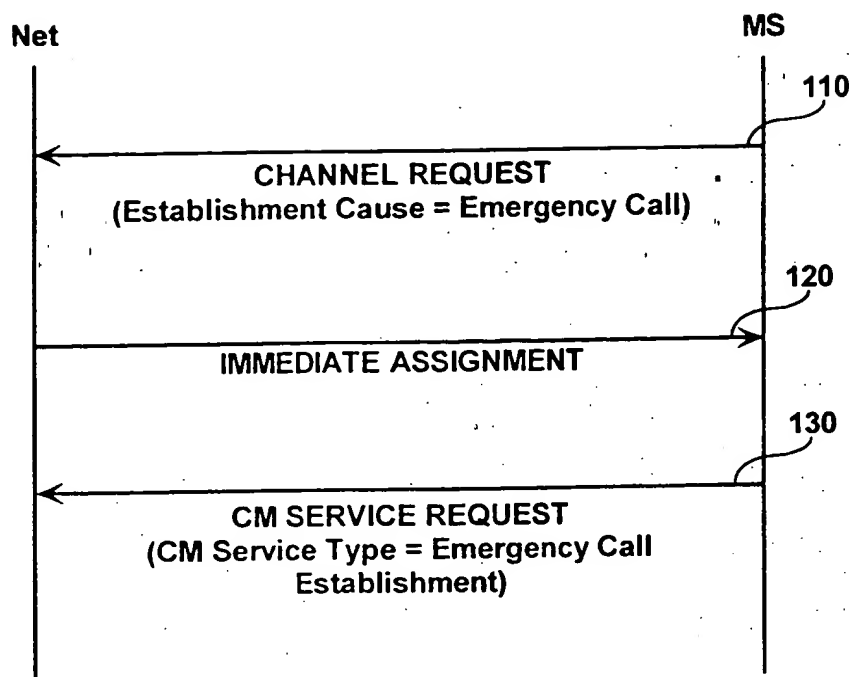 Net
MS
110
CHANNEL REQUEST
(Establishment Cause = Emergency Call)
120
IMMEDIATE ASSIGNMENT
130
CM SERVICE REQUEST
(CM Service Type = Emergency Call
Establishment)